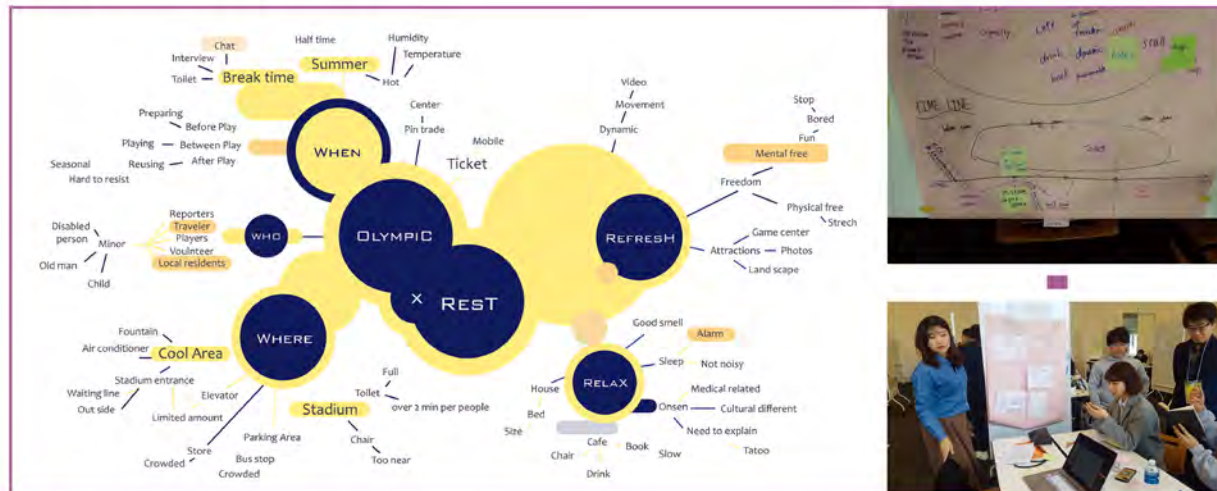 Chat
Half time
Humidity
Interview
Summer
Temperature
Toilet
Break time
Hot
Video
Center
Movement
Stop
Preparing
Pin trade
Bored
Before Play
Dynamic
Fun
Mobile
Playing
Between Play
WHEN
Ticket
Mental free
Seasonal
Reusing
After Play
Hard to resist
Freedom
Physical free
Strech
Reporters
Disabled
person
Traveler
Minor
Players
WHO
OLYMPIC
REFRESH
Game center
Voulnteer
Attractions
Photos
Old man
Local residents
Land scape
Child
X
REST
Good smell
Fountain
WHERE
Alarm
Air conditioner
Cool Area
Sleep
Not noisy
Stadium entrance
Full
RELAX
House
Medical related
Waiting line
Elevator
Toilet
Onsen
Out side
Stadium
over 2 min per people
Bed
Cultural different
Limited amount
Size
Need to explain
Parking Area
Chair
Cafe
Book
Store
Chair
Slow
Tatoo
Crowded
Bus stop
Too near
Drink
Crowded
capacity
drink
dynamic
stall
TIME LINE
Ticket